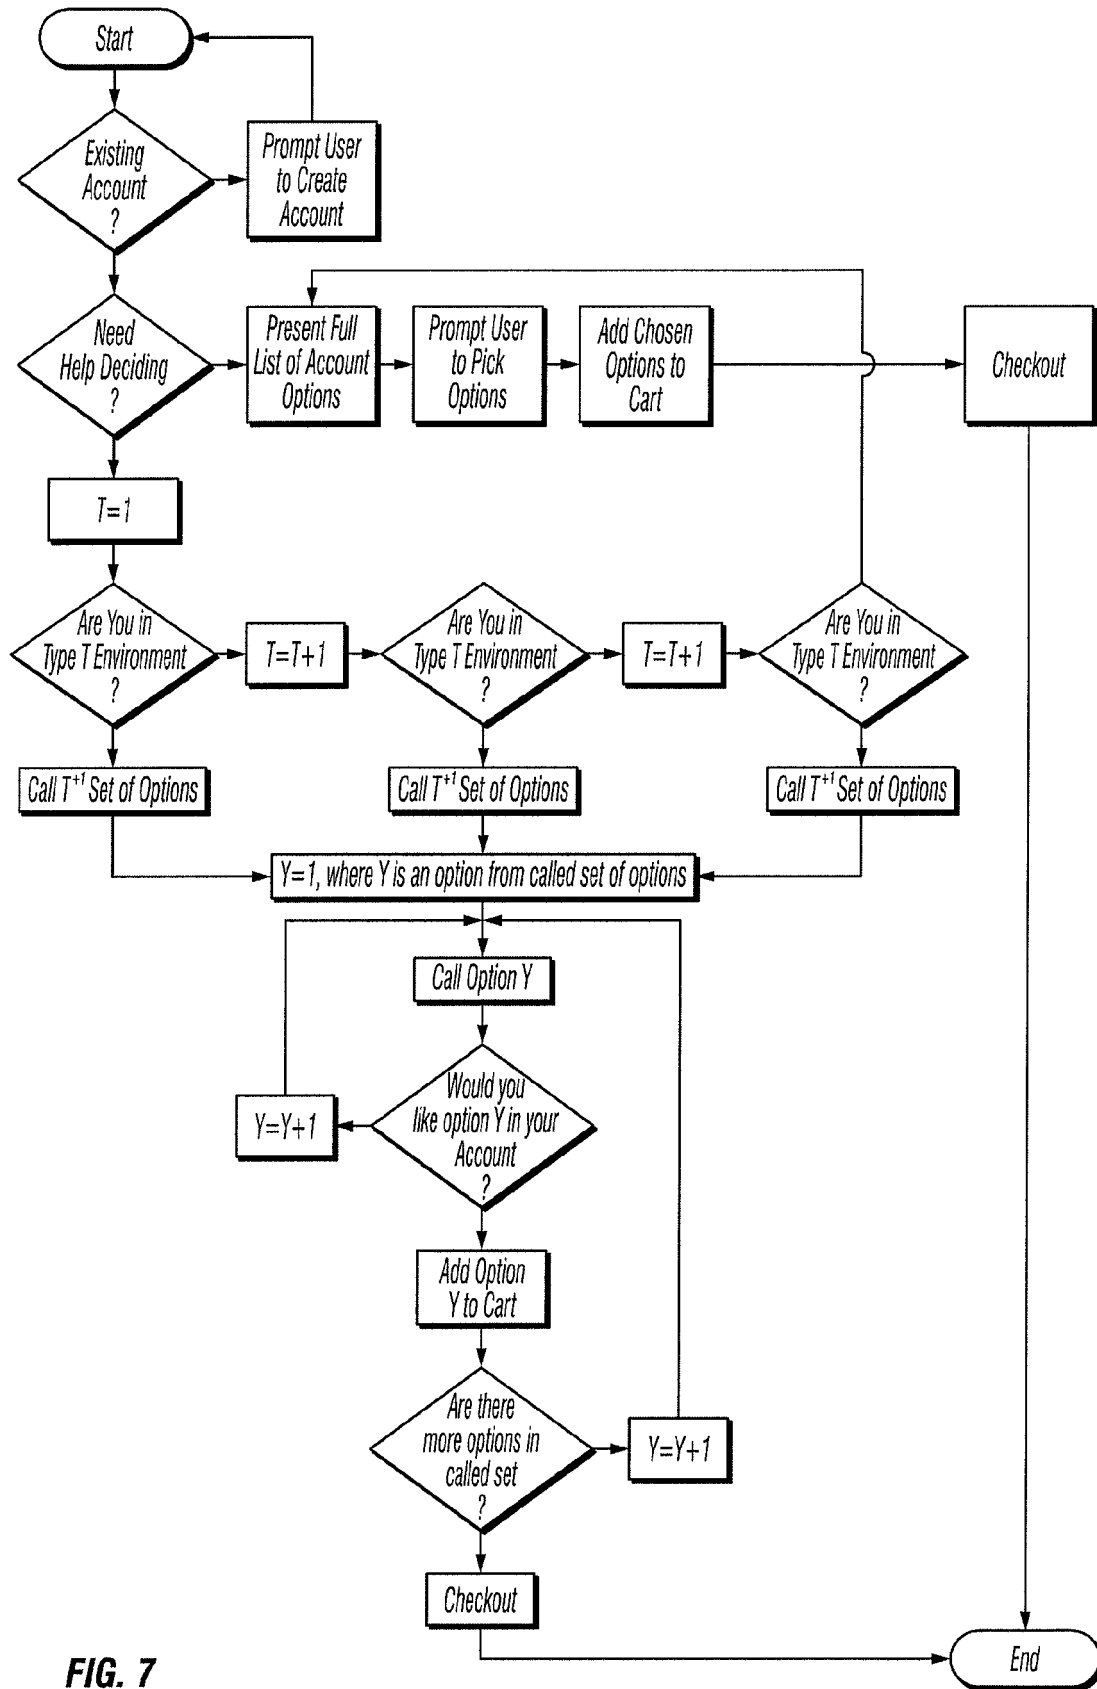 Start
Existing
Account
?
Prompt User
to Create
Account
Need
Help Deciding
?
Present Full
List of Account
Options
Prompt User
to Pick
Options
Add Chosen
Options to
Cart
Checkout
T=1
Are You in
Type T Environment
?
T=T+1
Are You in
Type T Environment
?
T=T+1
Are You in
Type T Environment
?
Call T+1 Set of Options
Call T+1 Set of Options
Call T+1 Set of Options
Y=1, where Y is an option from called set of options
Call Option Y
Would you
like option Y in your
Account
?
Y=Y+1
Add Option
Y to Cart
Are there
more options in
called set
?
Y=Y+1
Checkout
End
FIG. 7